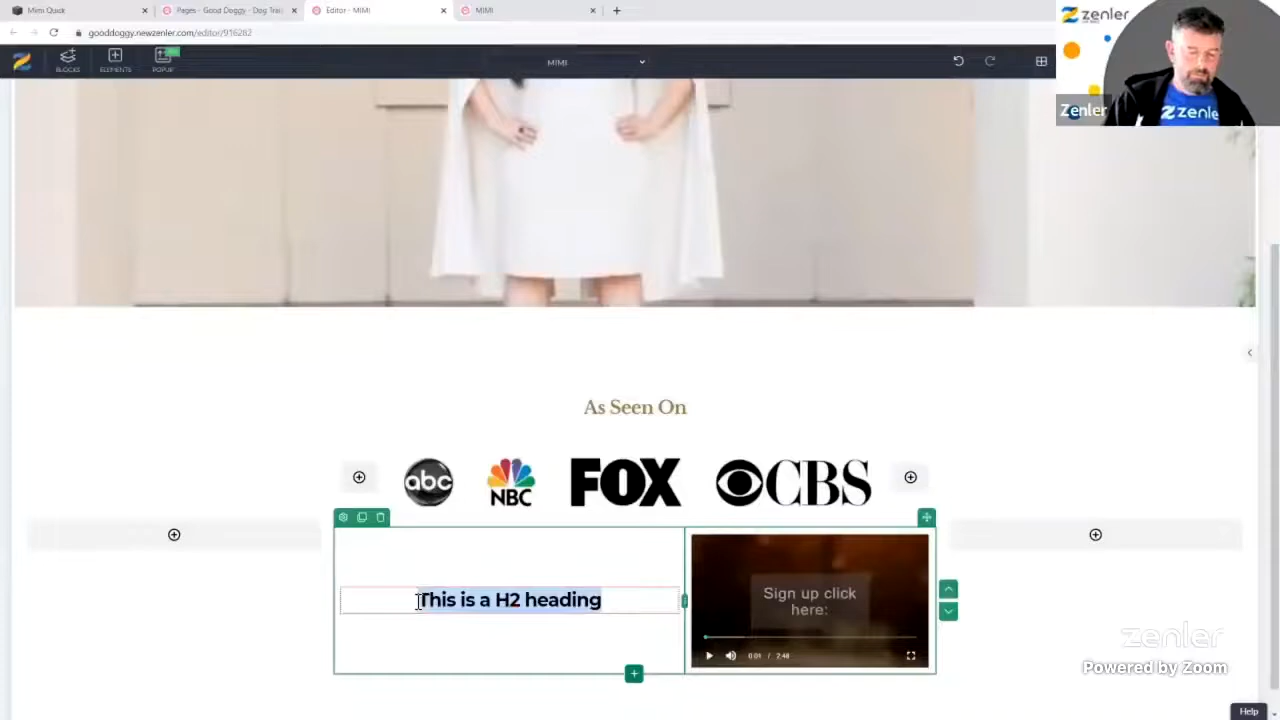 Mimi Quick
Pages - Good Doggy - Dog Trai
Editor - MIMI
MIMI
gooddoggy.newzenler.com/editor/916282
BLOCKS
ELEMENTS
POPUP
MIMI
zenler
Zenler
zenle
As Seen On
abc
NBC
FOX
CBS
This is a H2 heading
Sign up click
here:
0:01 / 2:48
zenler
Powered by Zoom
Help